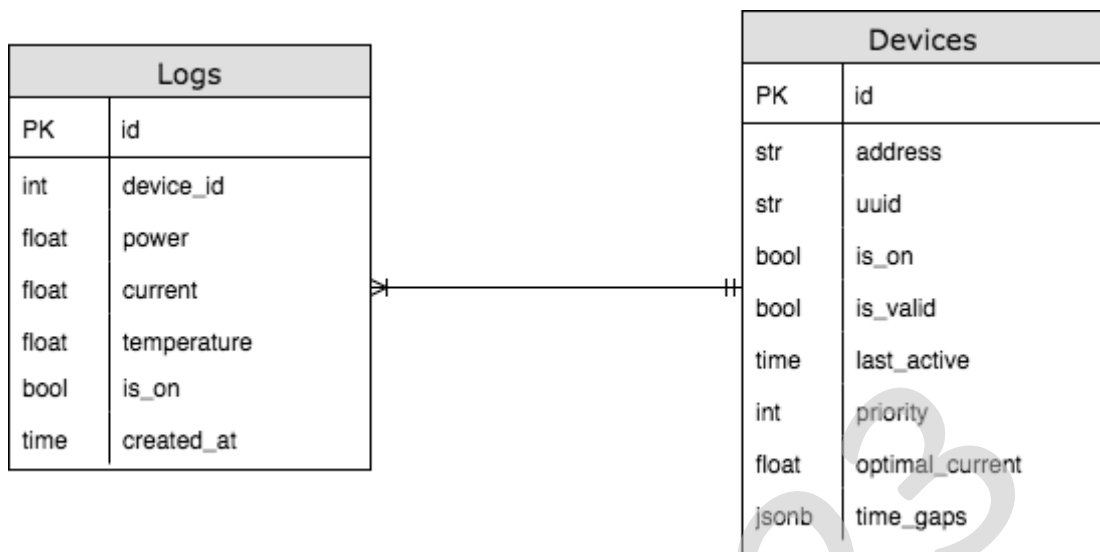 Logs
PK id
int device_id
float power
float current
float temperature
bool is_on
time created_at
Devices
PK id
str address
str uuid
bool is_on
bool is_valid
time last_active
int priority
float optimal_current
jsonb time_gaps